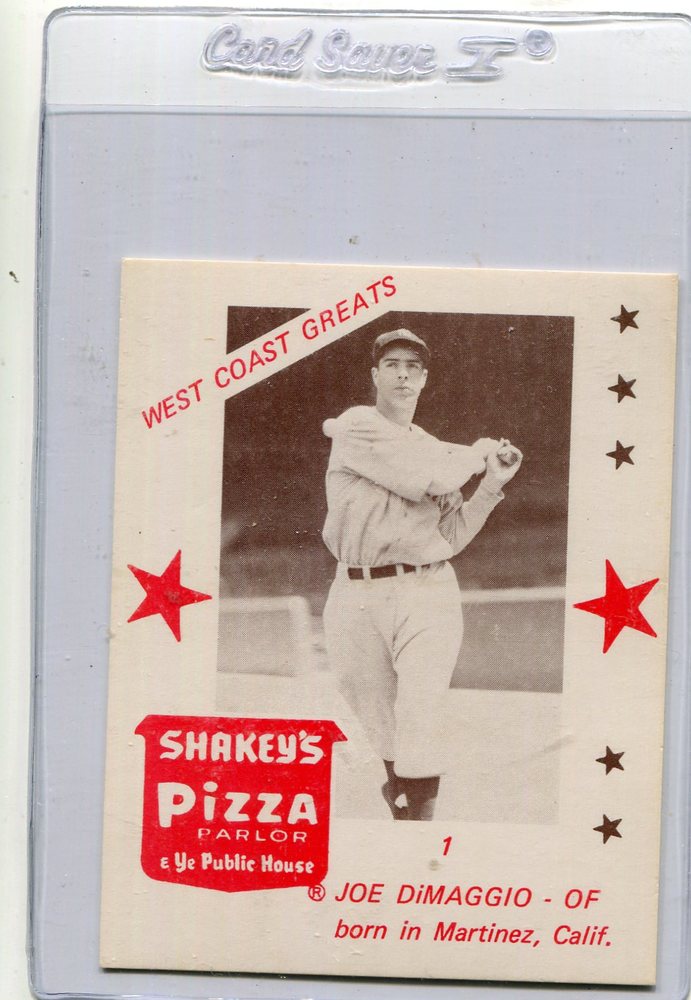 Card Saver I®
WEST COAST GREATS
SHAKEY'S
PiZZA
PARLOR
& Ye Public House
®
1
JOE DiMAGGIO - OF
born in Martinez, Calif.